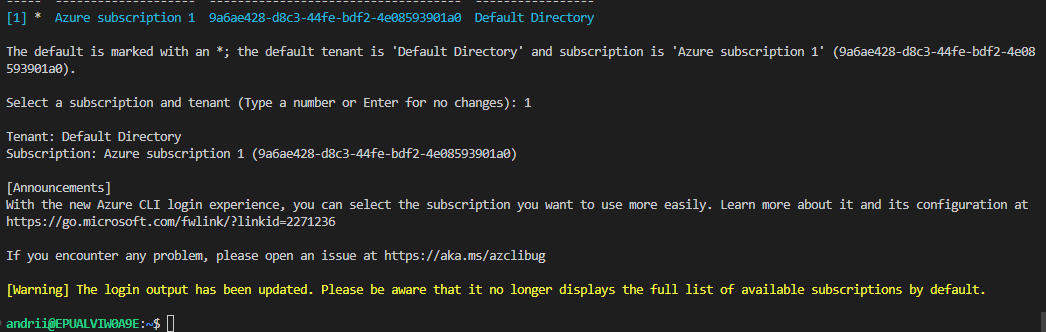 [1] *  Azure subscription 1  9a6ae428-d8c3-44fe-bdf2-4e08593901a0  Default Directory
The default is marked with an *; the default tenant is 'Default Directory' and subscription is 'Azure subscription 1' (9a6ae428-d8c3-44fe-bdf2-4e08
593901a0).
Select a subscription and tenant (Type a number or Enter for no changes): 1
Tenant: Default Directory
Subscription: Azure subscription 1 (9a6ae428-d8c3-44fe-bdf2-4e08593901a0)
[Announcements]
With the new Azure CLI login experience, you can select the subscription you want to use more easily. Learn more about it and its configuration at
https://go.microsoft.com/fwlink/?linkid=2271236
If you encounter any problem, please open an issue at https://aka.ms/azclibug
[Warning] The login output has been updated. Please be aware that it no longer displays the full list of available subscriptions by default.
andrii@EPUALVIW0A9E:~$